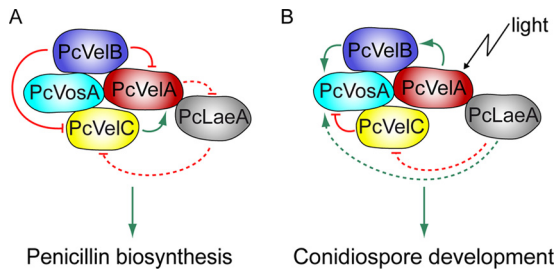 A
PcVelB
PcVosA
PcVelA
PcVelC
PcLaeA
Penicillin biosynthesis
B
light
PcVelB
PcVosA
PcVelA
PcVelC
PcLaeA
Conidiospore development